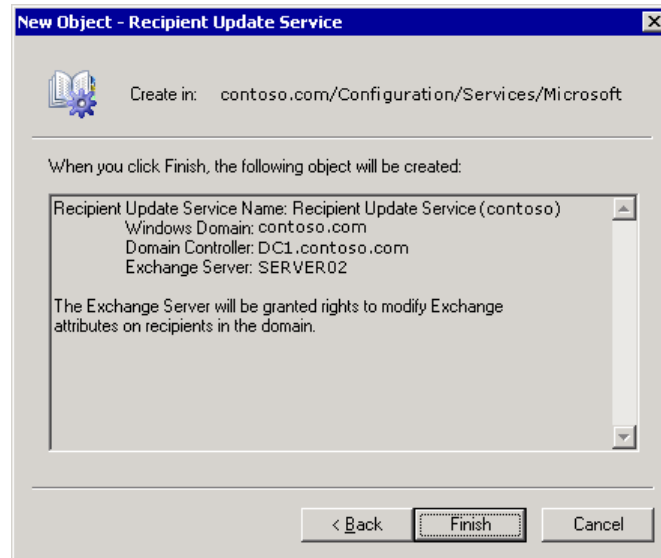 New Object - Recipient Update Service
Create in: contoso.com/Configuration/Services/Microsoft
When you click Finish, the following object will be created:
Recipient Update Service Name: Recipient Update Service (contoso)
Windows Domain: contoso.com
Domain Controller: DC1.contoso.com
Exchange Server: SERVER02
The Exchange Server will be granted rights to modify Exchange
attributes on recipients in the domain.
< Back Finish Cancel